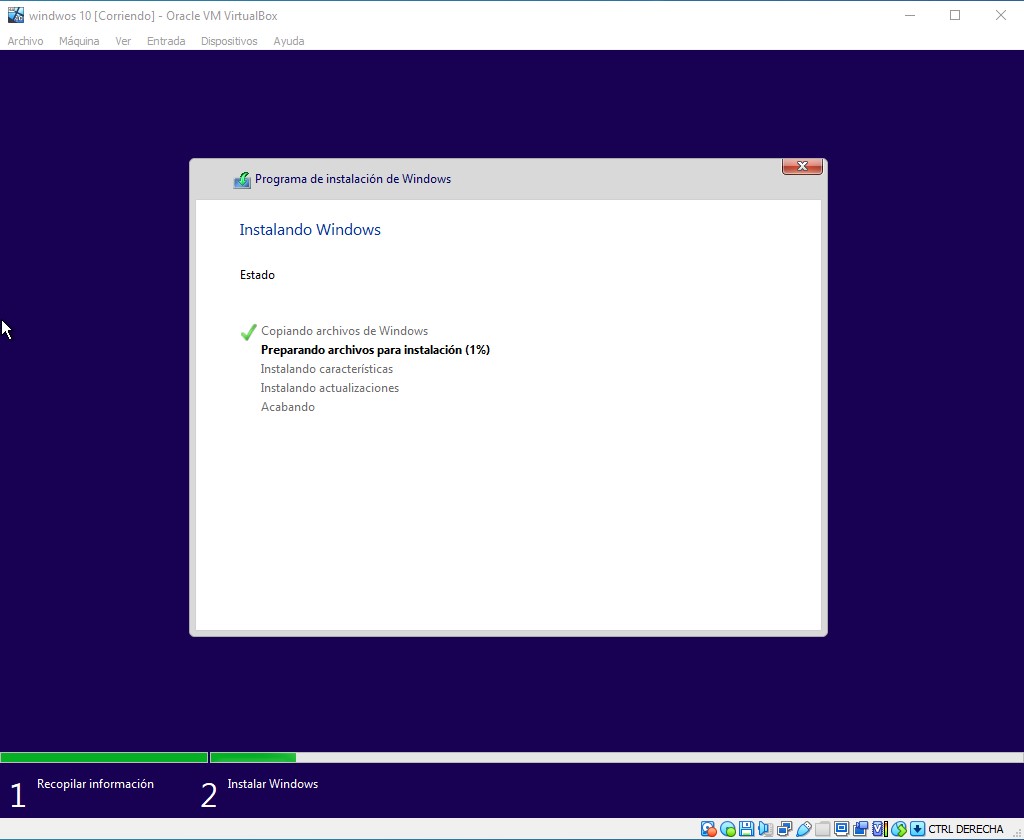 windwos 10 [Corriendo] - Oracle VM VirtualBox
Archivo Máquina Ver Entrada Dispositivos Ayuda
Programa de instalación de Windows
Instalando Windows
Estado
Copiando archivos de Windows
Preparando archivos para instalación (1%)
Instalando características
Instalando actualizaciones
Acabando
1 Recopilar información 2 Instalar Windows
CTRL DERECHA